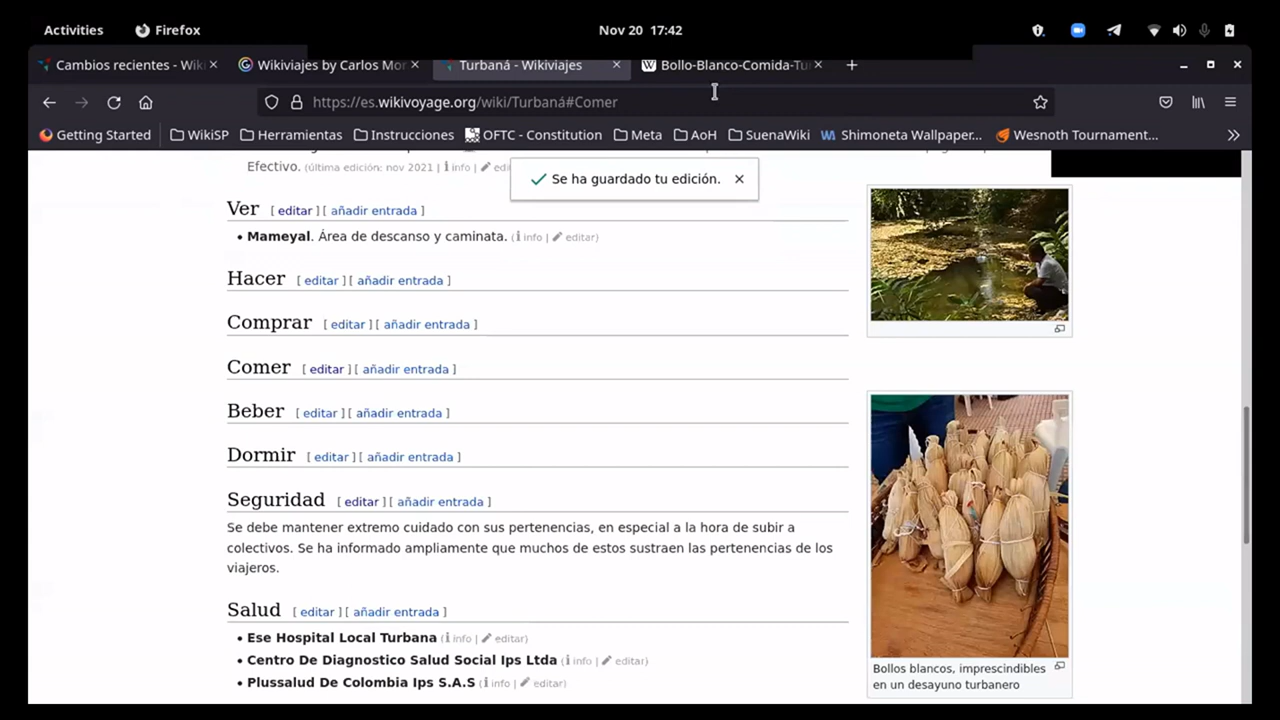 Activities Firefox Nov 20 17:42
Cambios recientes - Wiki Wikiviajes by Carlos Mor Turbaná - Wikiviajes Bollo-Blanco-Comida-Tu
https://es.wikivoyage.org/wiki/Turbaná#Comer
Getting Started WikiSP Herramientas Instrucciones OFTC - Constitution Meta AoH SuenaWiki Shimoneta Wallpaper... Wesnoth Tournament...
Efectivo. (última edición: nov 2021 | info | edi
Se ha guardado tu edición.
Ver [ editar ][ añadir entrada ]
• Mameyal. Área de descanso y caminata. ( info | editar)
Hacer [ editar ][ añadir entrada ]
Comprar [ editar ][ añadir entrada ]
Comer [ editar ][ añadir entrada ]
Beber [ editar ][ añadir entrada ]
Dormir [ editar ][ añadir entrada ]
Seguridad [ editar ][ añadir entrada ]
Se debe mantener extremo cuidado con sus pertenencias, en especial a la hora de subir a
colectivos. Se ha informado ampliamente que muchos de estos sustraen las pertenencias de los
viajeros.
Salud [ editar ][ añadir entrada ]
• Ese Hospital Local Turbana ( info | editar)
• Centro De Diagnostico Salud Social Ips Ltda ( info | editar)
• Plussalud De Colombia Ips S.A.S ( info | editar)
Bollos blancos, imprescindibles
en un desayuno turbanero